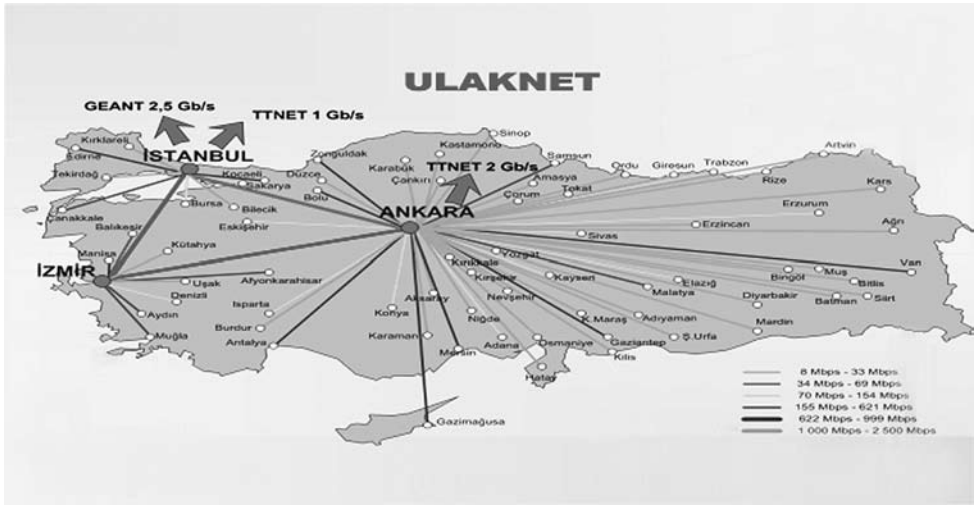 ULAKNET
GEANT 2,5 Gb/s
TTNET 1 Gb/s
Sinop
Kırklareli
Edirne
İSTANBUL
Zonguldak
Kastamonu
Karabük
TTNET 2 Gb/s
Samsun
Ordu
Giresun
Trabzon
Artvin
Tekirdağ
Kocaeli
Sakarya
Düzce
Bolu
Çankırı
Amasya
Çorum
Tokat
Rize
Kars
Çanakkale
Bursa
Bilecik
ANKARA
Erzurum
Balıkesir
Eskişehir
Sivas
Erzincan
Ağrı
Manisa
Kütahya
Yozgat
Kırıkkale
İZMİR
Uşak
Afyonkarahisar
Kırşehir
Kayseri
Elazığ
Bingöl
Muş
Van
Bitlis
Denizli
Isparta
Aksaray
Nevşehir
Malatya
Diyarbakir
Batman
Siirt
Aydın
Konya
Niğde
K.Maraş
Adıyaman
Mardin
Muğla
Burdur
Antalya
Karaman
Mersin
Adana
Osmaniye
Gaziantep
Ş.Urfa
Kilis
Hatay
Gazimağusa
8 Mbps - 33 Mbps
34 Mbps - 69 Mbps
70 Mbps - 154 Mbps
155 Mbps - 621 Mbps
622 Mbps - 999 Mbps
1 000 Mbps - 2 500 Mbps